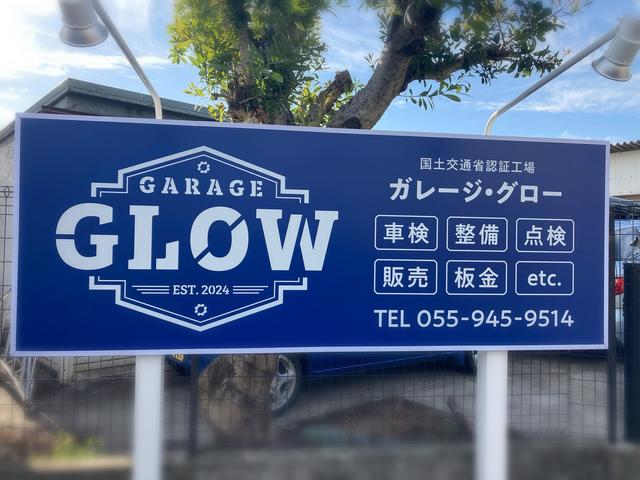 GARAGE
GLOW
EST. 2024
国土交通省認証工場
ガレージ・グロー
車検 整備 点検
販売 板金 etc.
TEL 055-945-9514